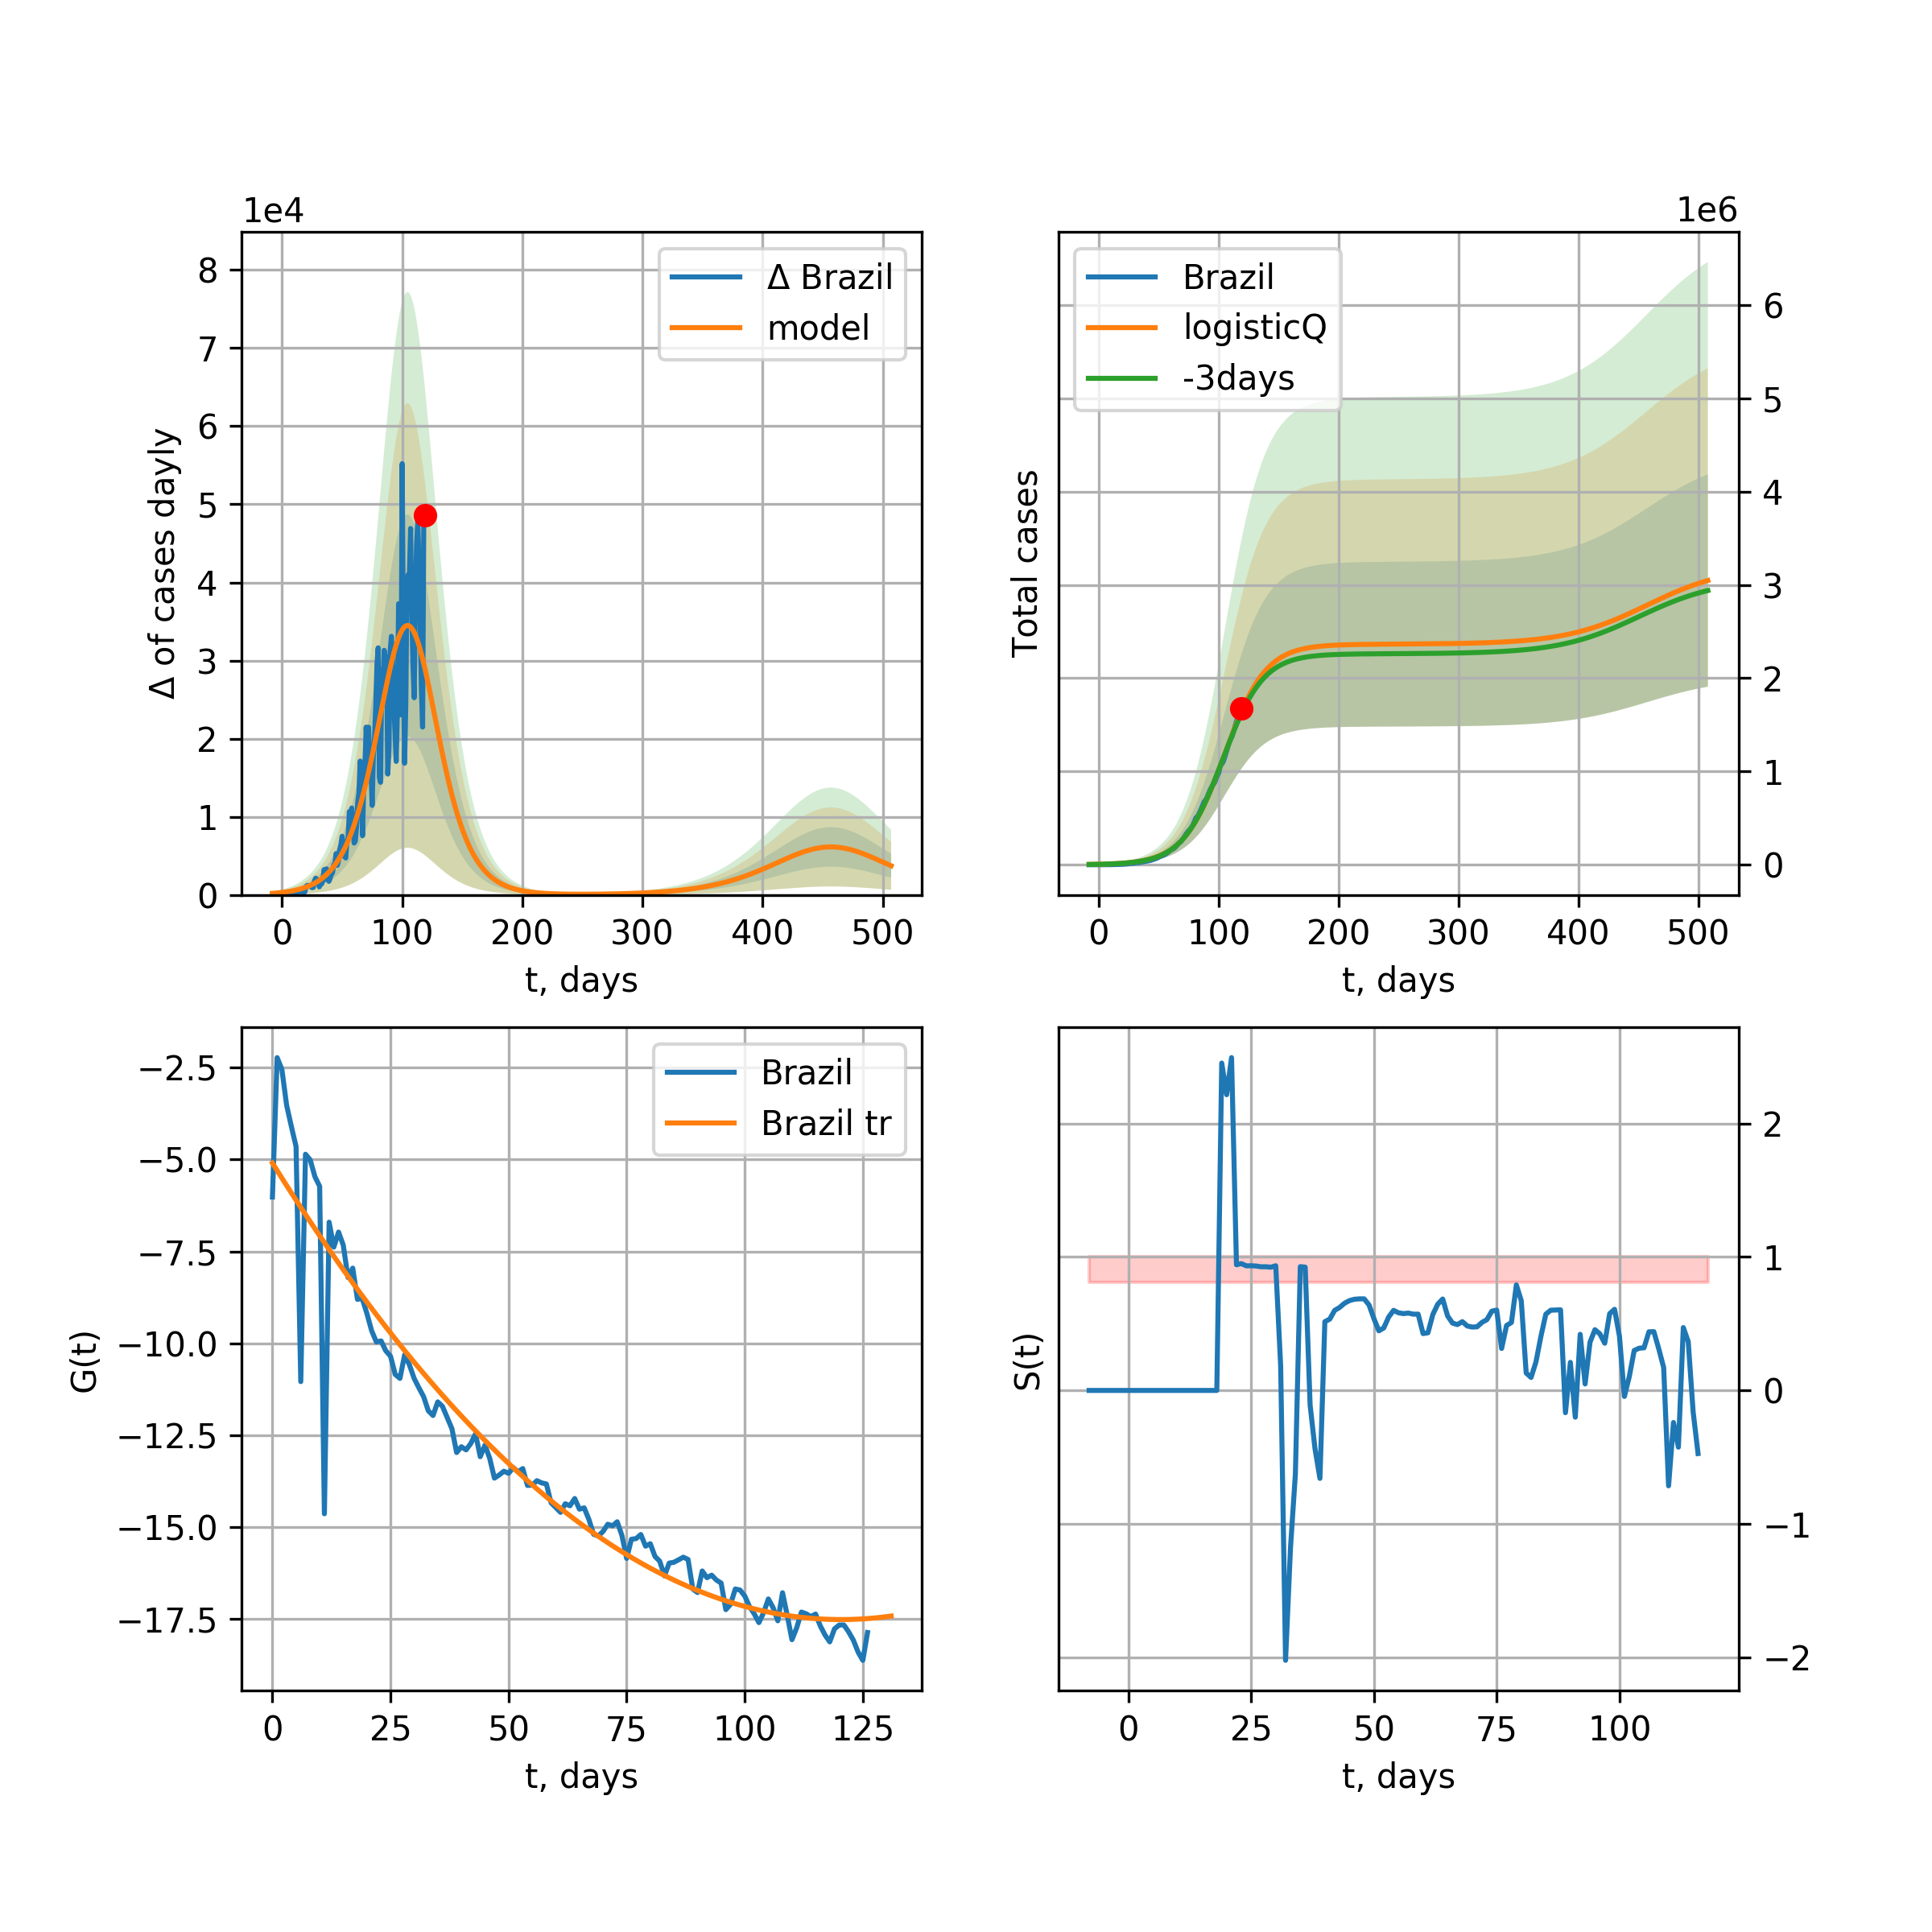 1e4
Δ of cases dayly
8
7
6
5
4
3
2
1
0
Δ Brazil
model
0 100 200 300 400 500
t, days
1e6
Total cases
Brazil
logisticQ
-3days
6
5
4
3
2
1
0
0 100 200 300 400 500
t, days
G(t)
−2.5
−5.0
−7.5
−10.0
−12.5
−15.0
−17.5
Brazil
Brazil tr
0 25 50 75 100 125
t, days
S(t)
2
1
0
−1
−2
0 25 50 75 100
t, days